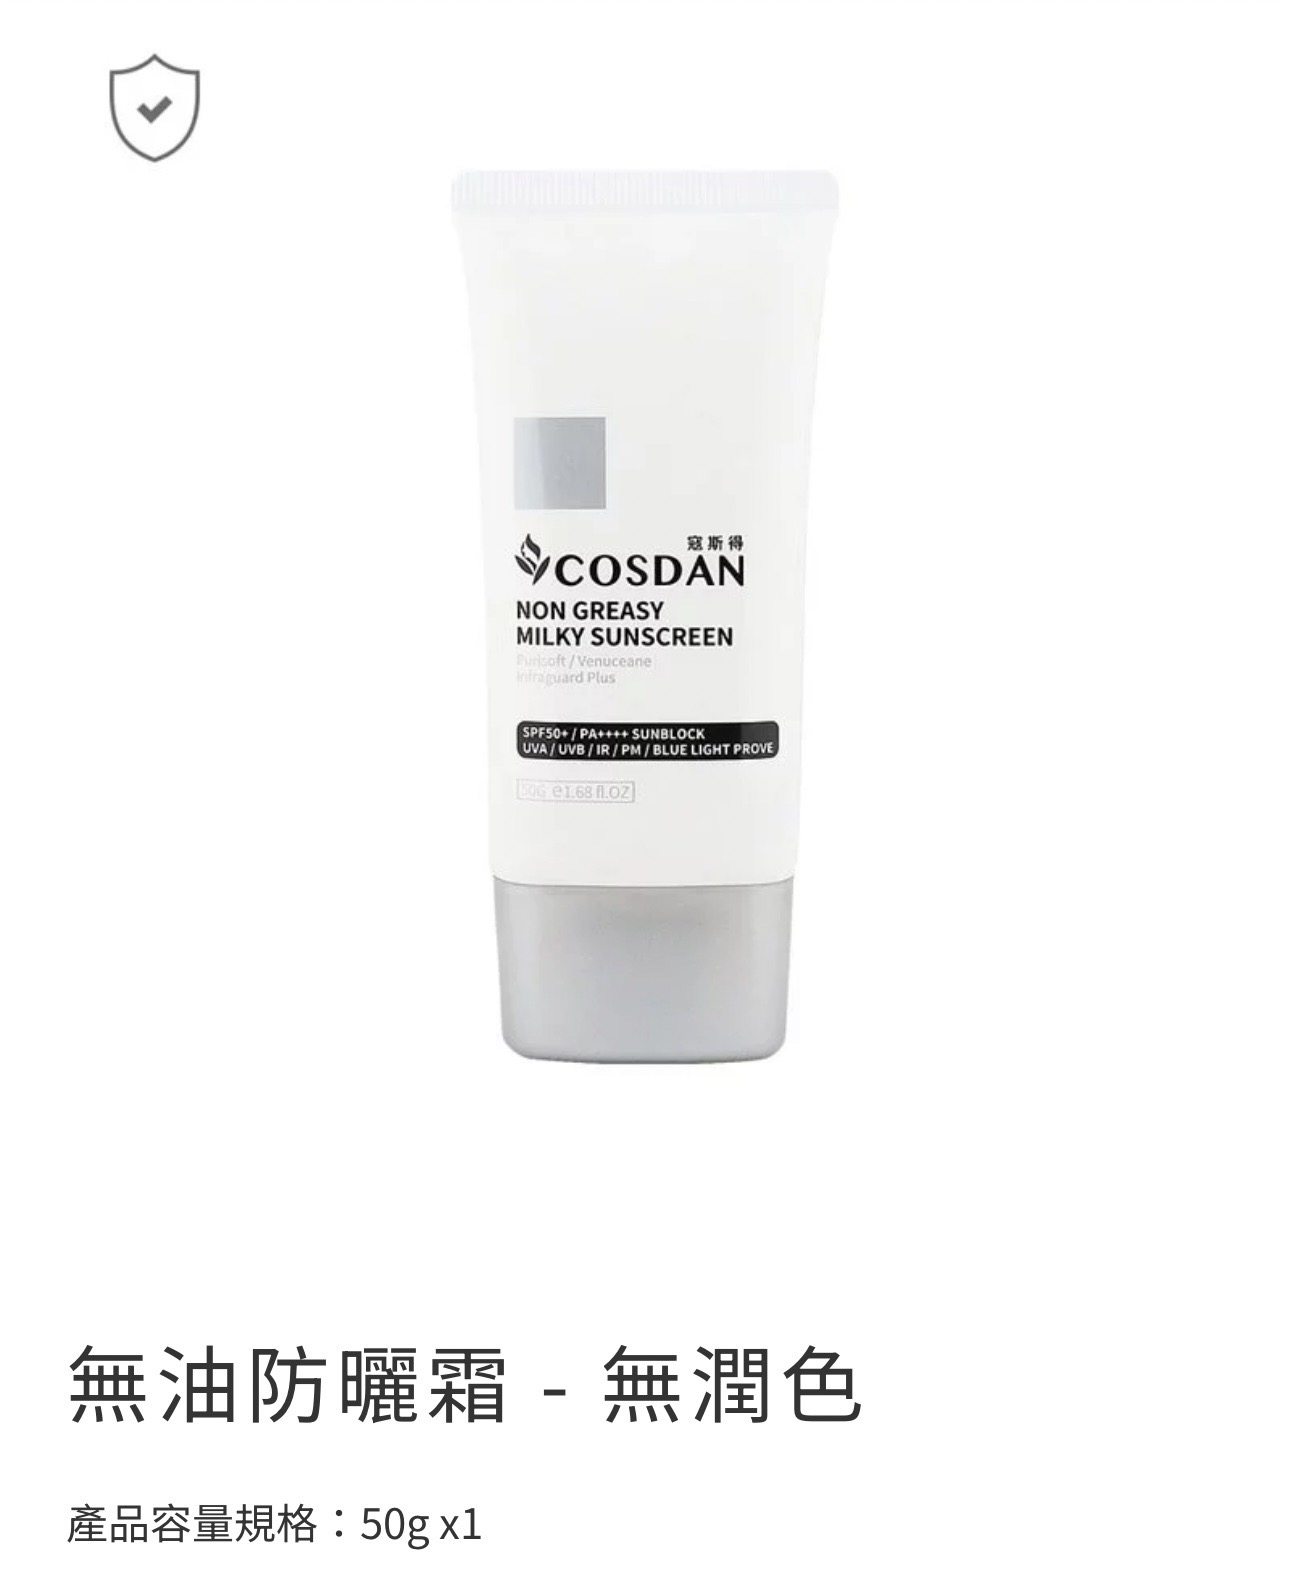 寇斯得
COSDAN
NON GREASY
MILKY SUNSCREEN
Purisoft / Venuceane
Infraguard Plus
SPF50+ / PA++++ SUNBLOCK
UVA / UVB / IR / PM / BLUE LIGHT PROVE
50G ℮1.68 fl.OZ
無油防曬霜 - 無潤色
產品容量規格：50g x1